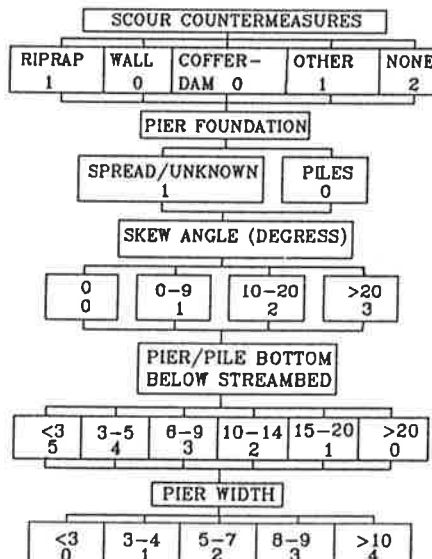 SCOUR COUNTERMEASURES
RIPRAP WALL COFFER- OTHER NONE
1 0 DAM 0 1 2
PIER FOUNDATION
SPREAD/UNKNOWN PILES
1 0
SKEW ANGLE (DEGRESS)
0 0-9 10-20 >20
0 1 2 3
PIER/PILE BOTTOM
BELOW STREAMBED
<3 3-5 6-9 10-14 15-20 >20
5 4 3 2 1 0
PIER WIDTH
<3 3-4 5-7 8-9 >10
0 1 2 3 4